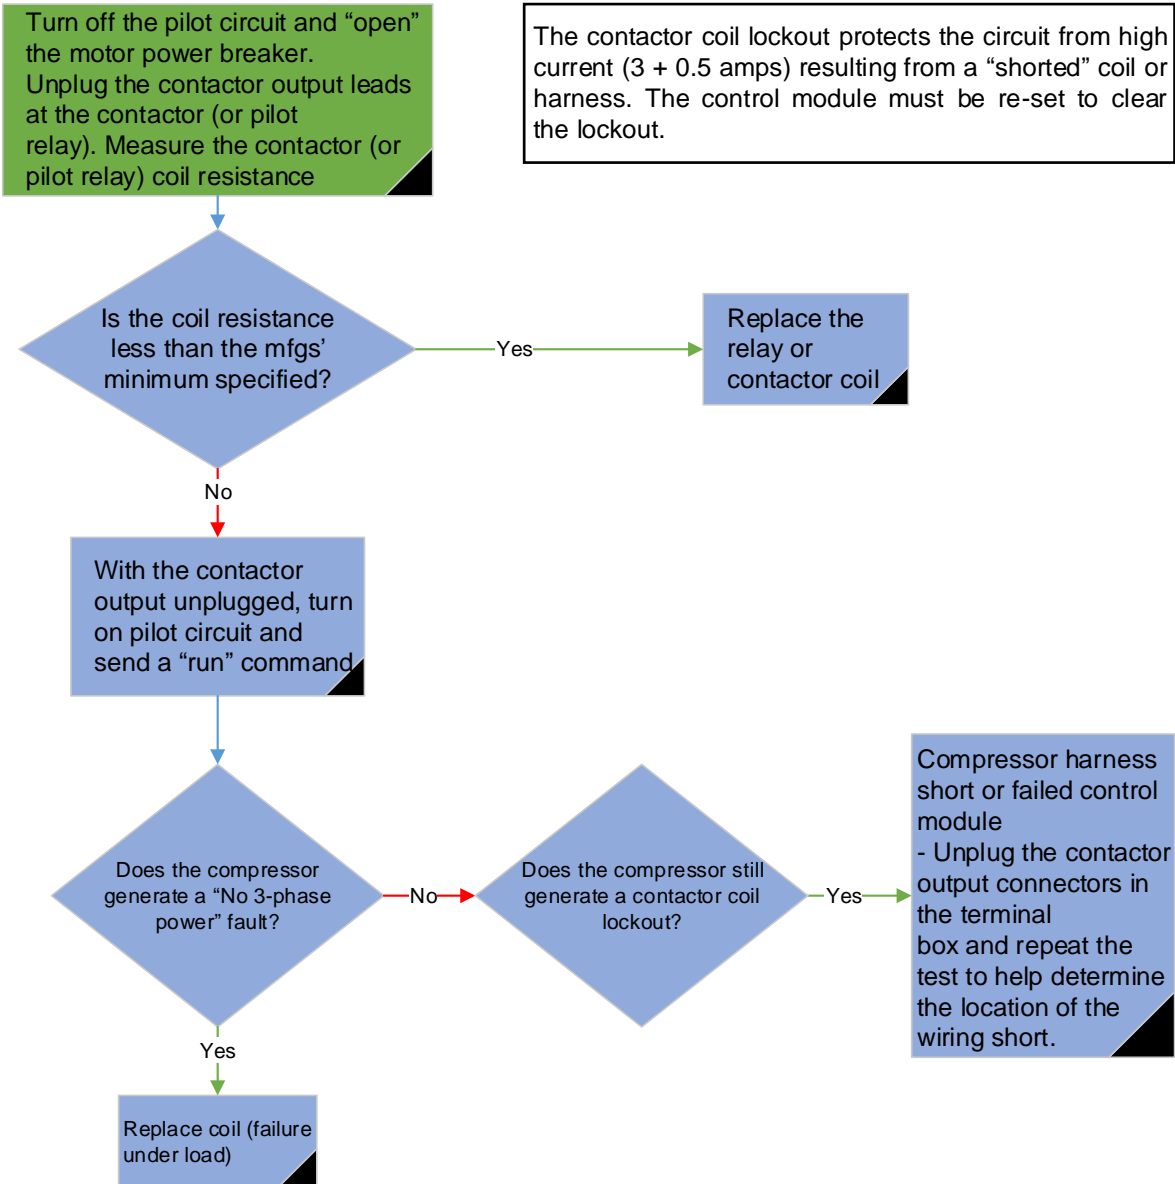 Turn off the pilot circuit and “open”
the motor power breaker.
Unplug the contactor output leads
at the contactor (or pilot
relay). Measure the contactor (or
pilot relay) coil resistance
The contactor coil lockout protects the circuit from high
current (3 + 0.5 amps) resulting from a “shorted” coil or
harness. The control module must be re-set to clear
the lockout.
Is the coil resistance
less than the mfgs’
minimum specified?
Yes
Replace the
relay or
contactor coil
No
With the contactor
output unplugged, turn
on pilot circuit and
send a “run” command
Does the compressor
generate a “No 3-phase
power” fault?
No
Does the compressor still
generate a contactor coil
lockout?
Yes
Compressor harness
short or failed control
module
- Unplug the contactor
output connectors in
the terminal
box and repeat the
test to help determine
the location of the
wiring short.
Yes
Replace coil (failure
under load)